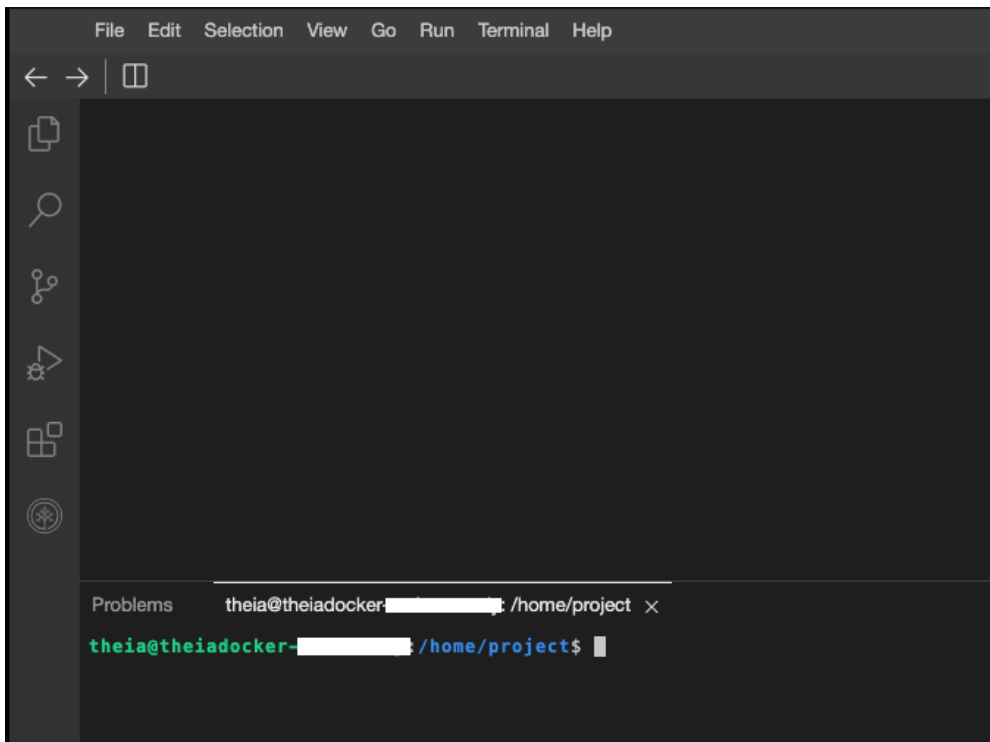 File Edit Selection View Go Run Terminal Help
Problems theia@theiadocker- : /home/project
theia@theiadocker- :/home/project$